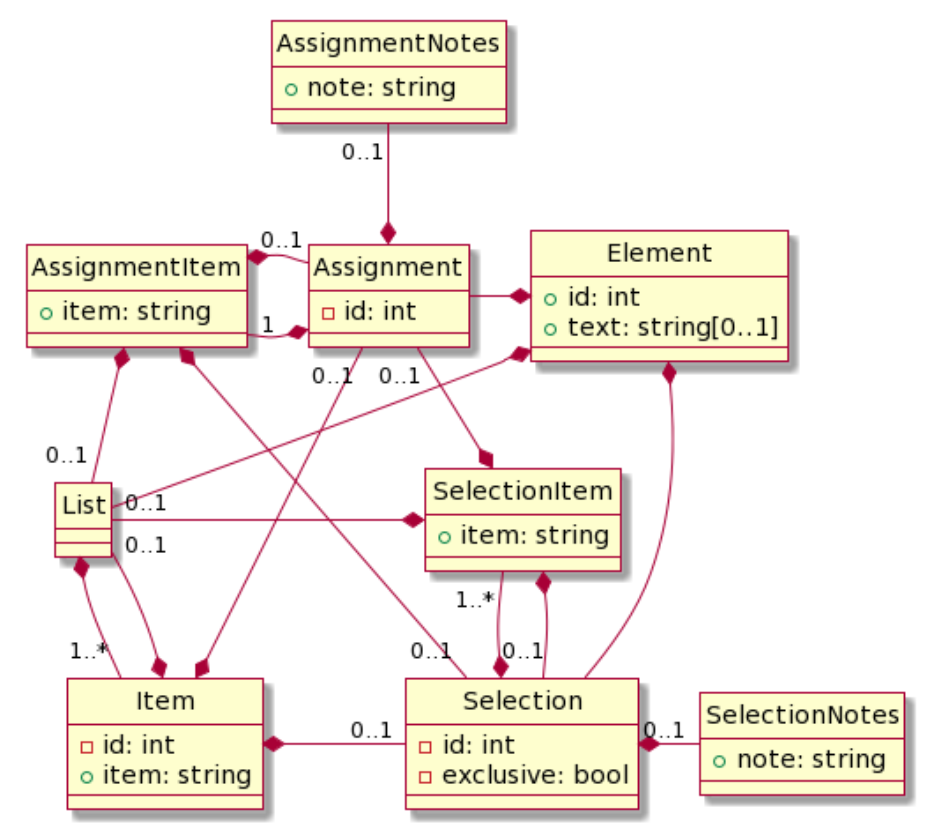 AssignmentNotes
note: string
0..1
0..1
AssignmentItem
item: string
1
Assignment
id: int
Element
id: int
text: string[0..1]
0..1
0..1
0..1
List
0..1
0..1
SelectionItem
item: string
1..*
1..*
0..1
0..1
Item
id: int
item: string
0..1
Selection
id: int
exclusive: bool
0..1
SelectionNotes
note: string